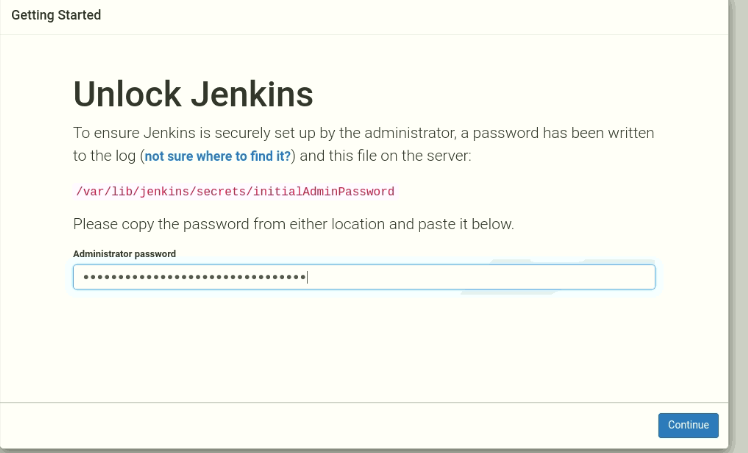 Getting Started
Unlock Jenkins
To ensure Jenkins is securely set up by the administrator, a password has been written
to the log (not sure where to find it?) and this file on the server:
/var/lib/jenkins/secrets/initialAdminPassword
Please copy the password from either location and paste it below.
Administrator password
••••••••••••••••••••••••••••••••
Continue